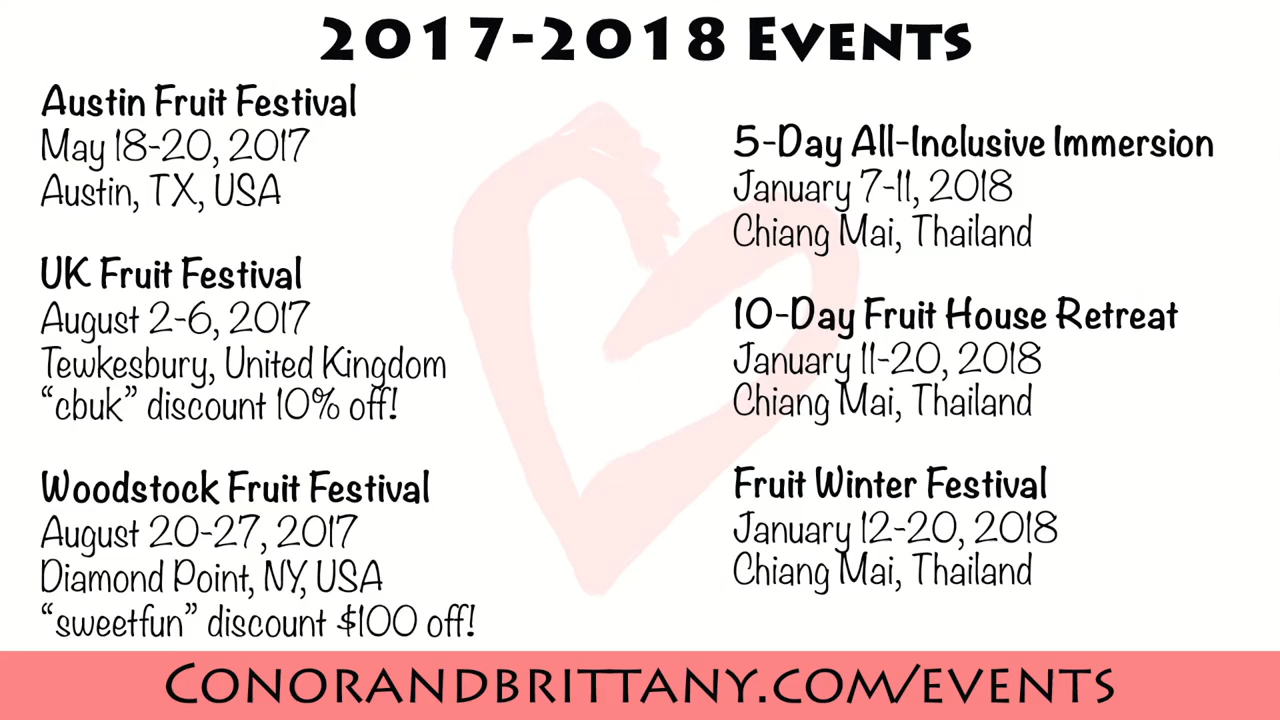 2017-2018 Events
Austin Fruit Festival
May 18-20, 2017
Austin, TX, USA
UK Fruit Festival
August 2-6, 2017
Tewkesbury, United Kingdom
“cbuk” discount 10% off!
Woodstock Fruit Festival
August 20-27, 2017
Diamond Point, NY, USA
“sweetfun” discount $100 off!
5-Day All-Inclusive Immersion
January 7-11, 2018
Chiang Mai, Thailand
10-Day Fruit House Retreat
January 11-20, 2018
Chiang Mai, Thailand
Fruit Winter Festival
January 12-20, 2018
Chiang Mai, Thailand
Conorandbrittany.com/events